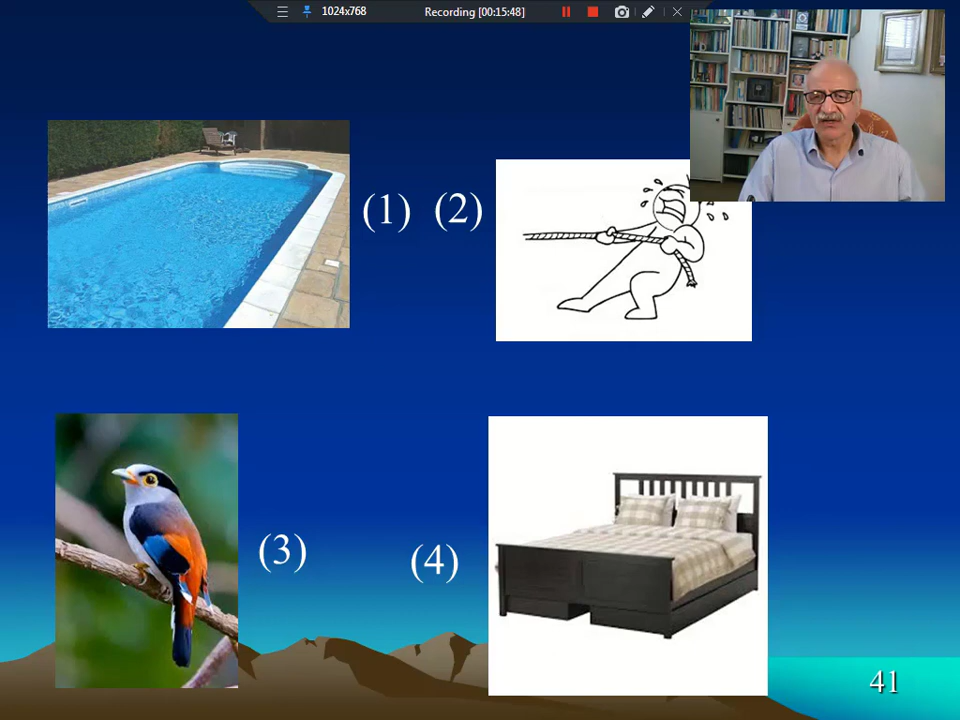 1024x768
Recording [00:15:48]
(1) (2)
(3)
(4)
41